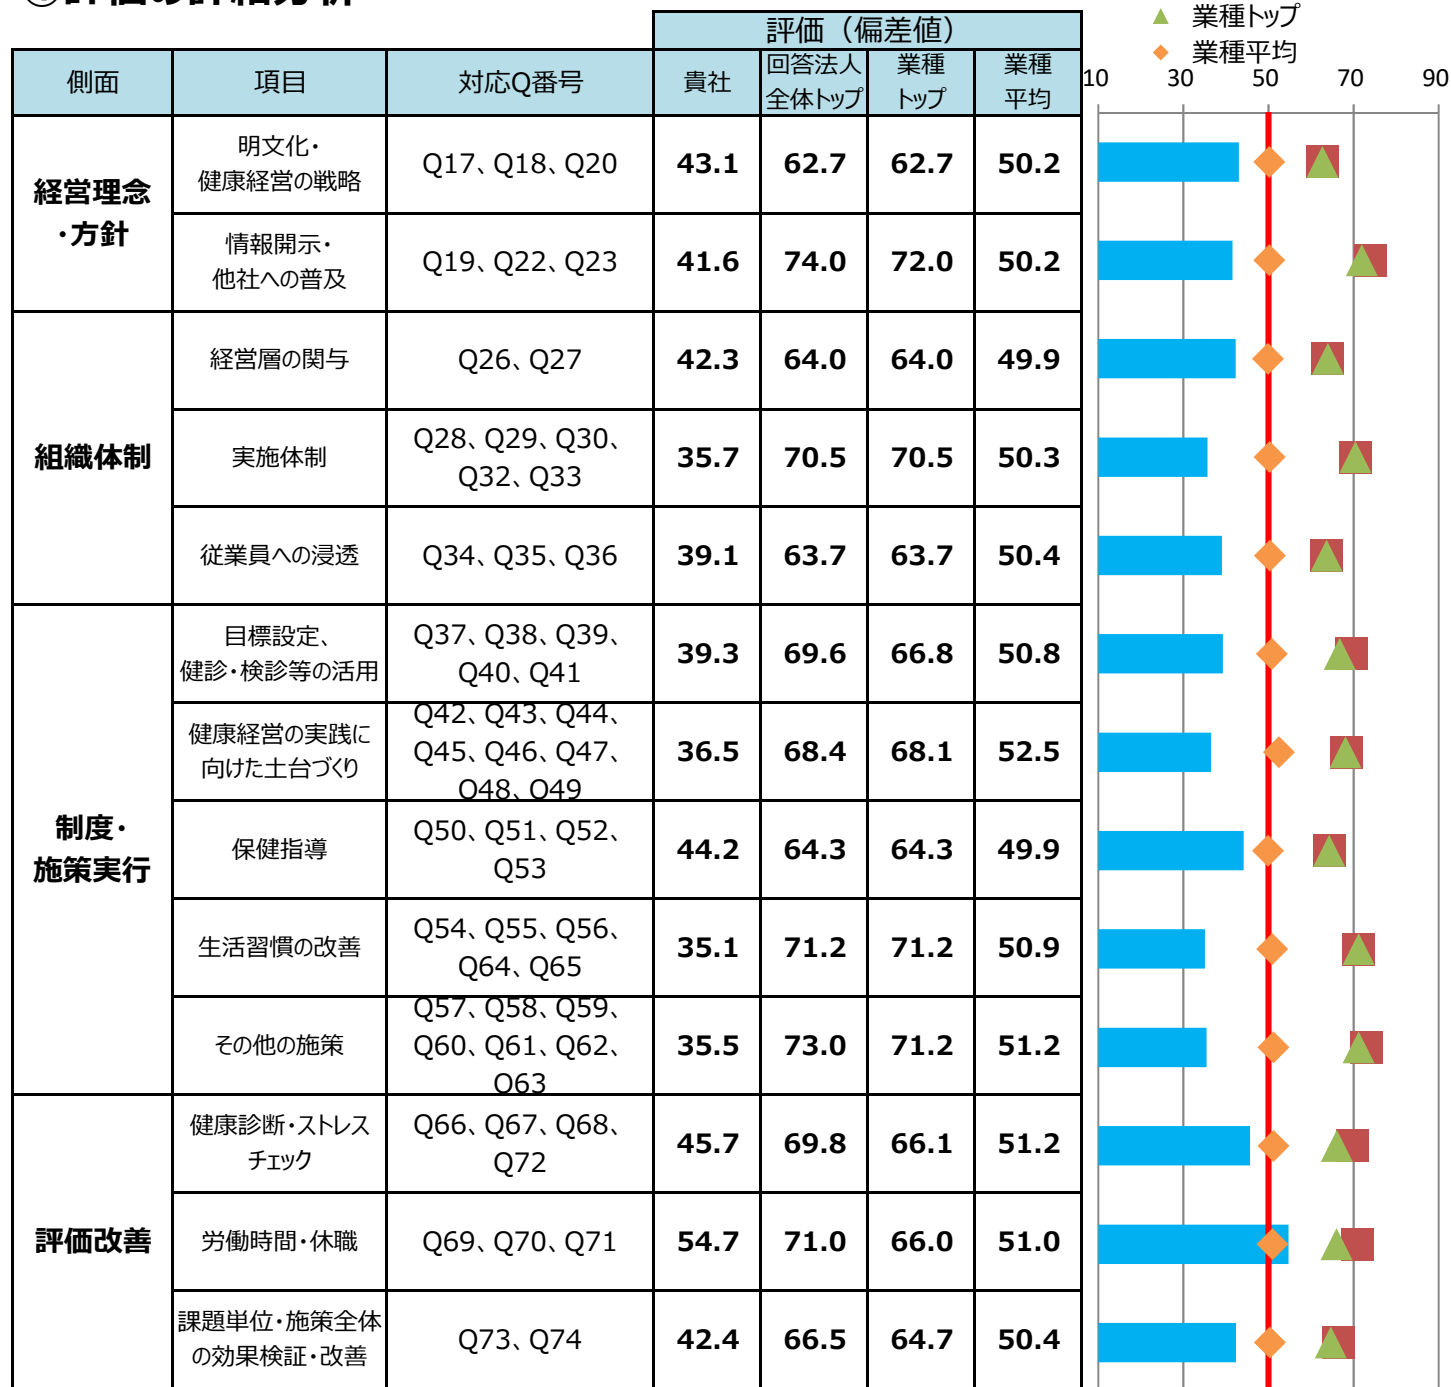 ③評価の詳細分析
▲ 業種トップ
◆ 業種平均
評価（偏差値）
側面 項目 対応Q番号 貴社 回答法人 業種 業種
全体トップ トップ 平均
10 30 50 70 90
経営理念
・方針
明文化・
健康経営の戦略
Q17、Q18、Q20 43.1 62.7 62.7 50.2
情報開示・
他社への普及
Q19、Q22、Q23 41.6 74.0 72.0 50.2
組織体制
経営層の関与 Q26、Q27 42.3 64.0 64.0 49.9
実施体制
Q28、Q29、Q30、
Q32、Q33
35.7 70.5 70.5 50.3
従業員への浸透 Q34、Q35、Q36 39.1 63.7 63.7 50.4
制度・
施策実行
目標設定、
健診・検診等の活用
Q37、Q38、Q39、
Q40、Q41
39.3 69.6 66.8 50.8
健康経営の実践に
向けた土台づくり
Q42、Q43、Q44、
Q45、Q46、Q47、
Q48、Q49
36.5 68.4 68.1 52.5
保健指導
Q50、Q51、Q52、
Q53
44.2 64.3 64.3 49.9
生活習慣の改善
Q54、Q55、Q56、
Q64、Q65
35.1 71.2 71.2 50.9
その他の施策
Q57、Q58、Q59、
Q60、Q61、Q62、
Q63
35.5 73.0 71.2 51.2
評価改善
健康診断・ストレス
チェック
Q66、Q67、Q68、
Q72
45.7 69.8 66.1 51.2
労働時間・休職 Q69、Q70、Q71 54.7 71.0 66.0 51.0
課題単位・施策全体
の効果検証・改善
Q73、Q74 42.4 66.5 64.7 50.4